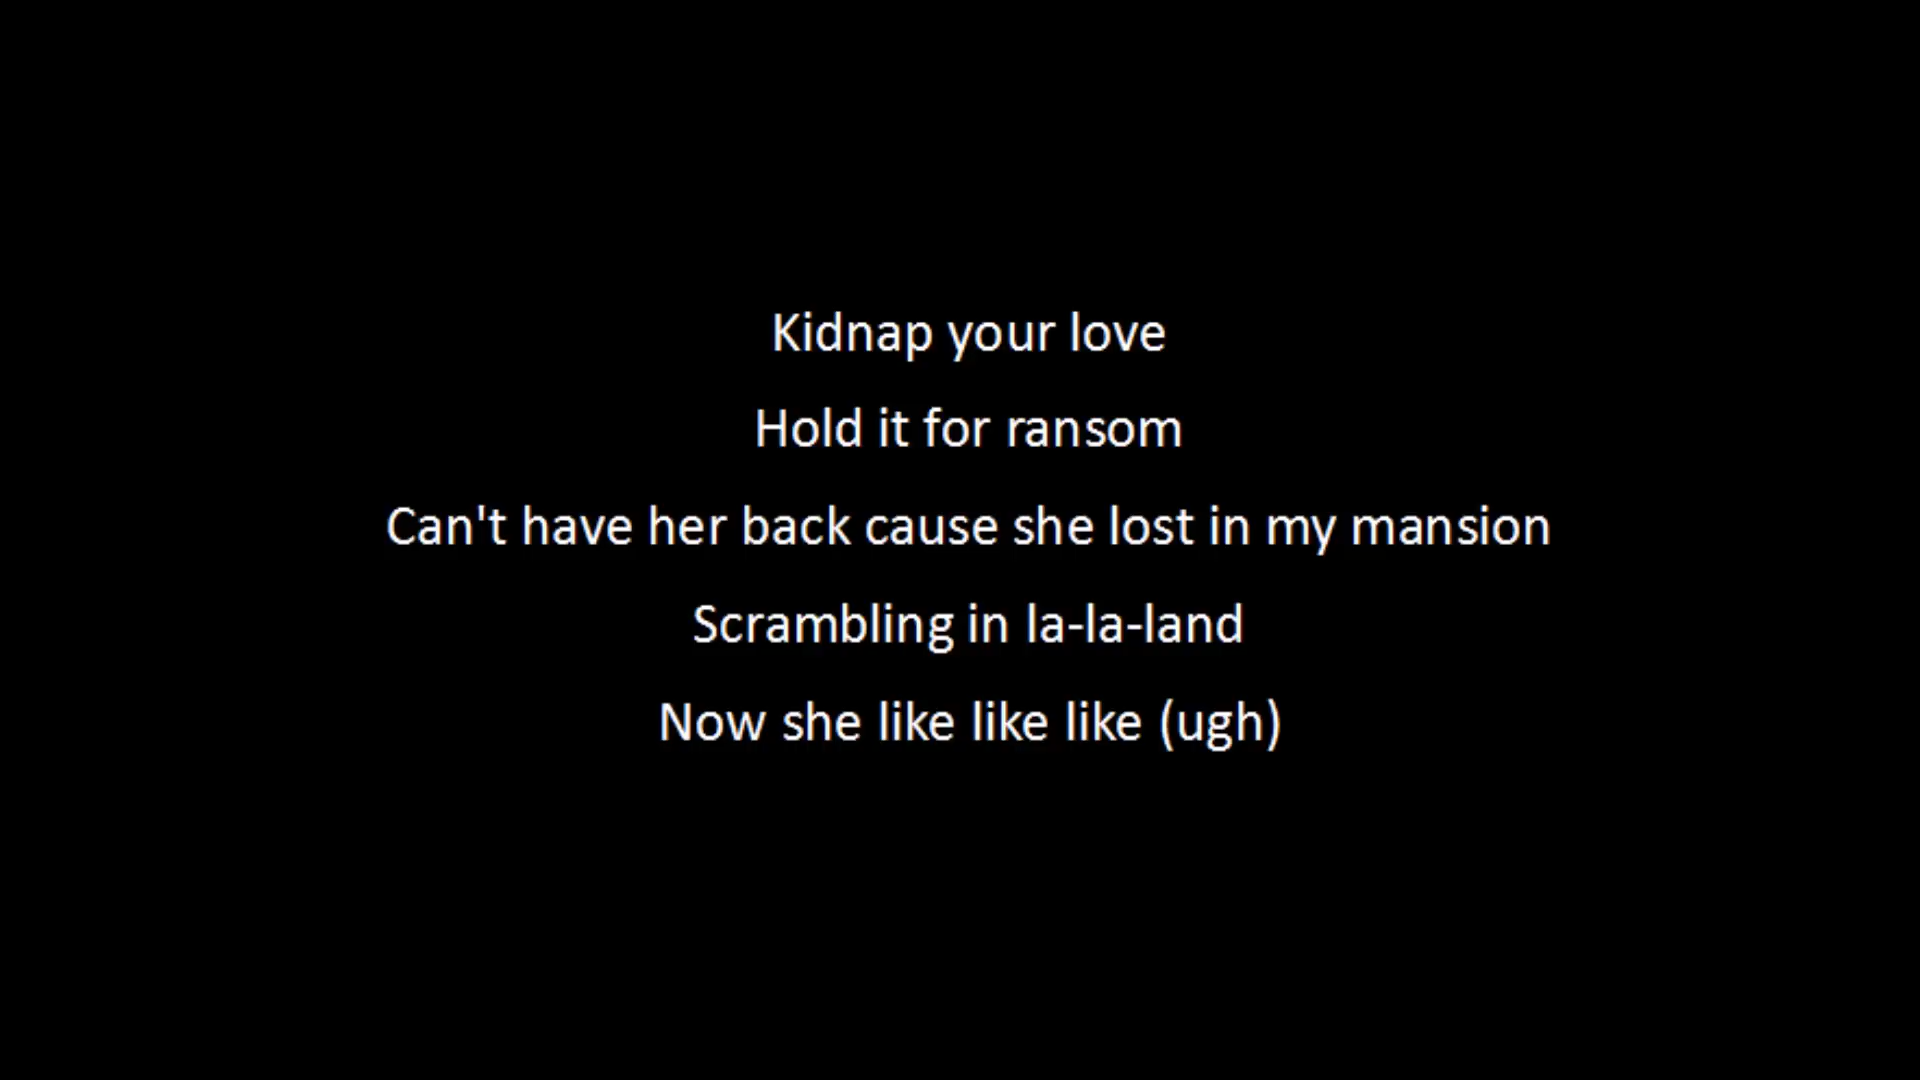 Kidnap your love
Hold it for ransom
Can't have her back cause she lost in my mansion
Scrambling in la-la-land
Now she like like like (ugh)